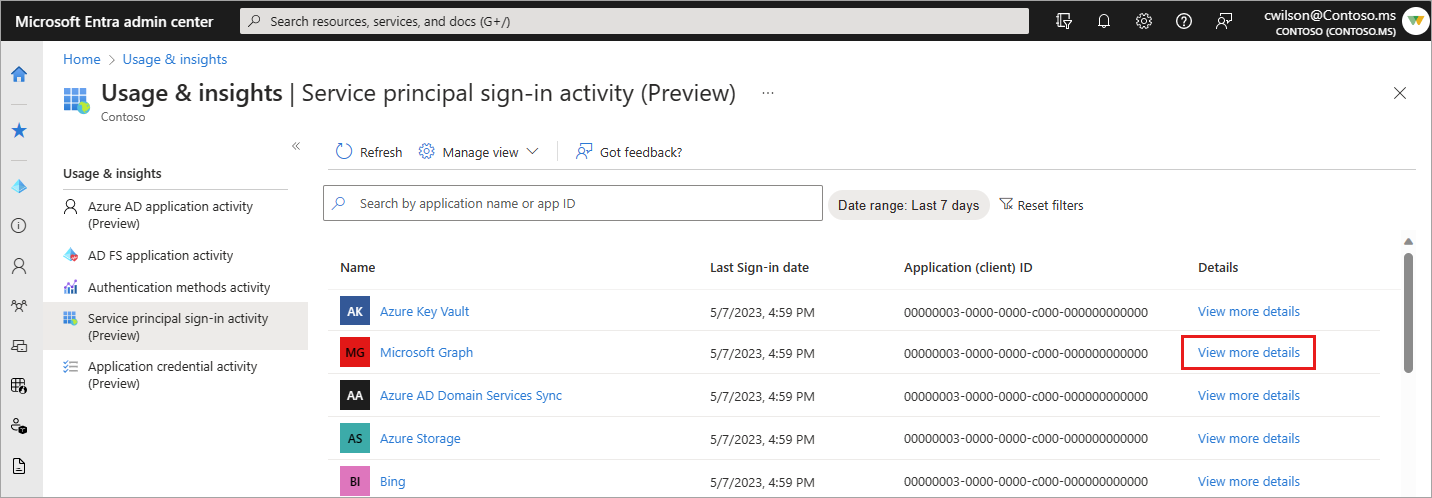 Microsoft Entra admin center
Search resources, services, and docs (G+/)
cwilson@Contoso.ms
CONTOSO (CONTOSO.MS)
Home > Usage & insights
Usage & insights | Service principal sign-in activity (Preview) ...
Contoso
Usage & insights
Azure AD application activity
(Preview)
AD FS application activity
Authentication methods activity
Service principal sign-in activity
(Preview)
Application credential activity
(Preview)
Refresh Manage view Got feedback?
Search by application name or app ID
Date range: Last 7 days Reset filters
Name Last Sign-in date Application (client) ID Details
AK Azure Key Vault 5/7/2023, 4:59 PM 00000003-0000-0000-c000-000000000000 View more details
MG Microsoft Graph 5/7/2023, 4:59 PM 00000003-0000-0000-c000-000000000000 View more details
AA Azure AD Domain Services Sync 5/7/2023, 4:59 PM 00000003-0000-0000-c000-000000000000 View more details
AS Azure Storage 5/7/2023, 4:59 PM 00000003-0000-0000-c000-000000000000 View more details
BI Bing 5/7/2023, 4:59 PM 00000003-0000-0000-c000-000000000000 View more details